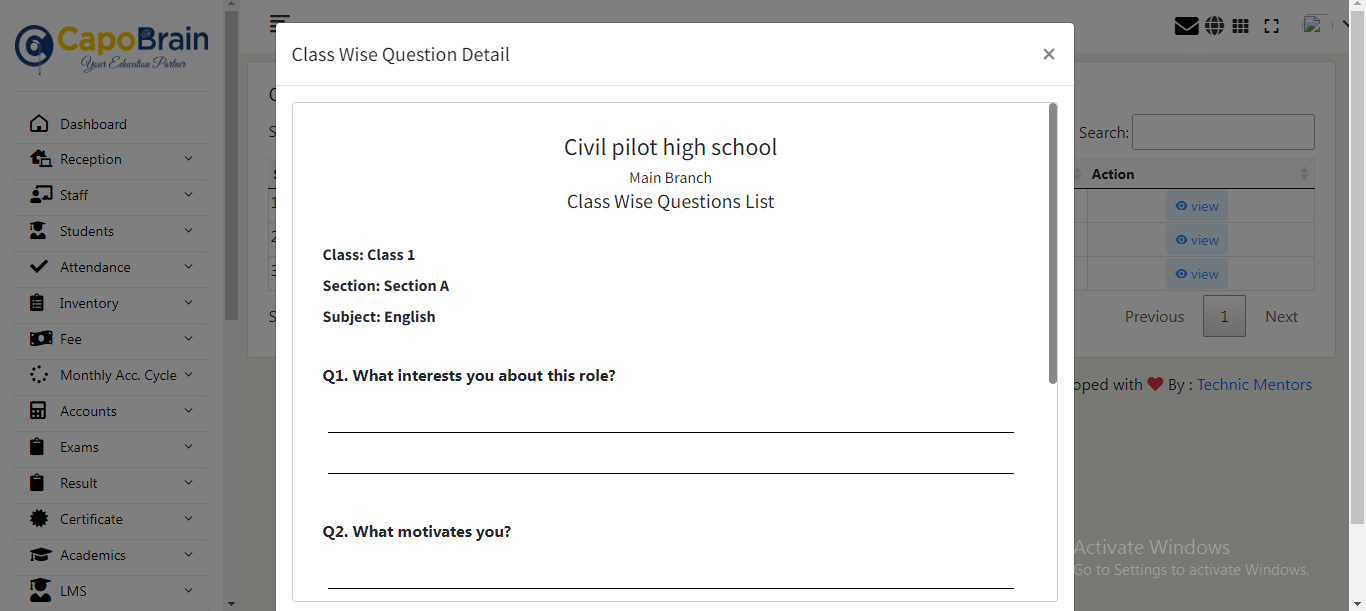 CapoBrain
Your Education Partner
Dashboard
Reception
Staff
Students
Attendance
Inventory
Fee
Monthly Acc. Cycle
Accounts
Exams
Result
Certificate
Academics
LMS
Class Wise Question Detail
×
Civil pilot high school
Main Branch
Class Wise Questions List
Class: Class 1
Section: Section A
Subject: English
Q1. What interests you about this role?
Q2. What motivates you?
Search:
Action
view
view
view
Previous 1 Next
oped with ❤ By : Technic Mentors
Activate Windows
Go to Settings to activate Windows.